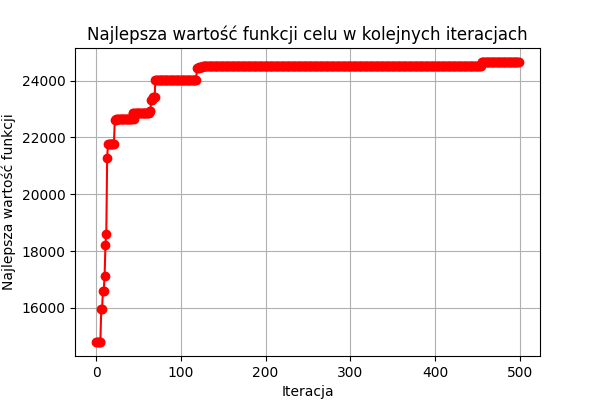 Najlepsza wartość funkcji celu w kolejnych iteracjach
Najlepsza wartość funkcji
24000
22000
20000
18000
16000
0 100 200 300 400 500
Iteracja